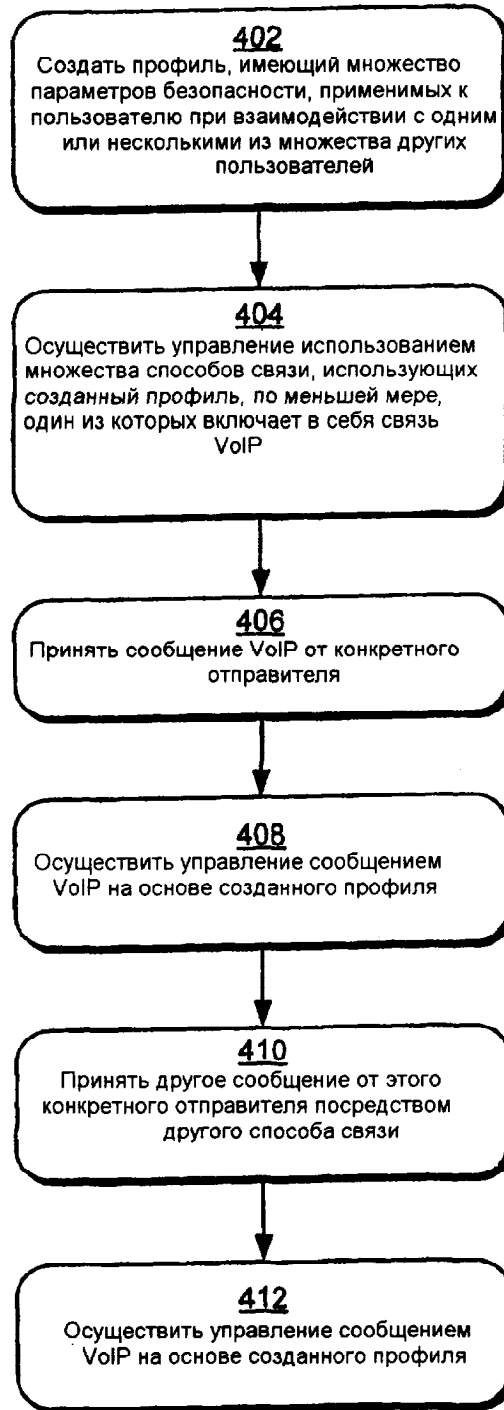 402
Создать профиль, имеющий множество
параметров безопасности, применимых к
пользователю при взаимодействии с одним
или несколькими из множества других
пользователей
404
Осуществить управление использованием
множества способов связи, использующих
созданный профиль, по меньшей мере,
один из которых включает в себя связь
VoIP
406
Принять сообщение VoIP от конкретного
отправителя
408
Осуществить управление сообщением
VoIP на основе созданного профиля
410
Принять другое сообщение от этого
конкретного отправителя посредством
другого способа связи
412
Осуществить управление сообщением
VoIP на основе созданного профиля